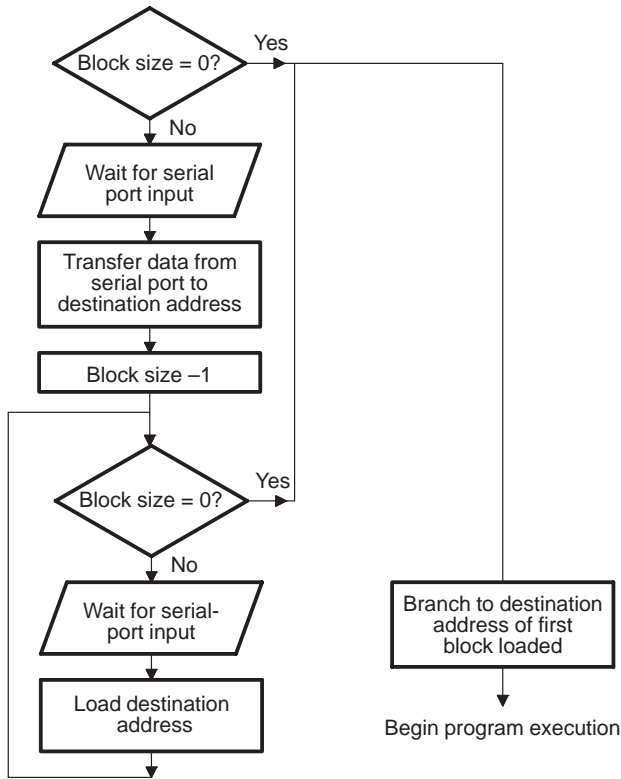 Yes
Block size = 0?
No
Wait for serial
port input
Transfer data from
serial port to
destination address
Block size –1
Yes
Block size = 0?
No
Wait for serial-
port input
Load destination
address
Branch to destination
address of first
block loaded
Begin program execution